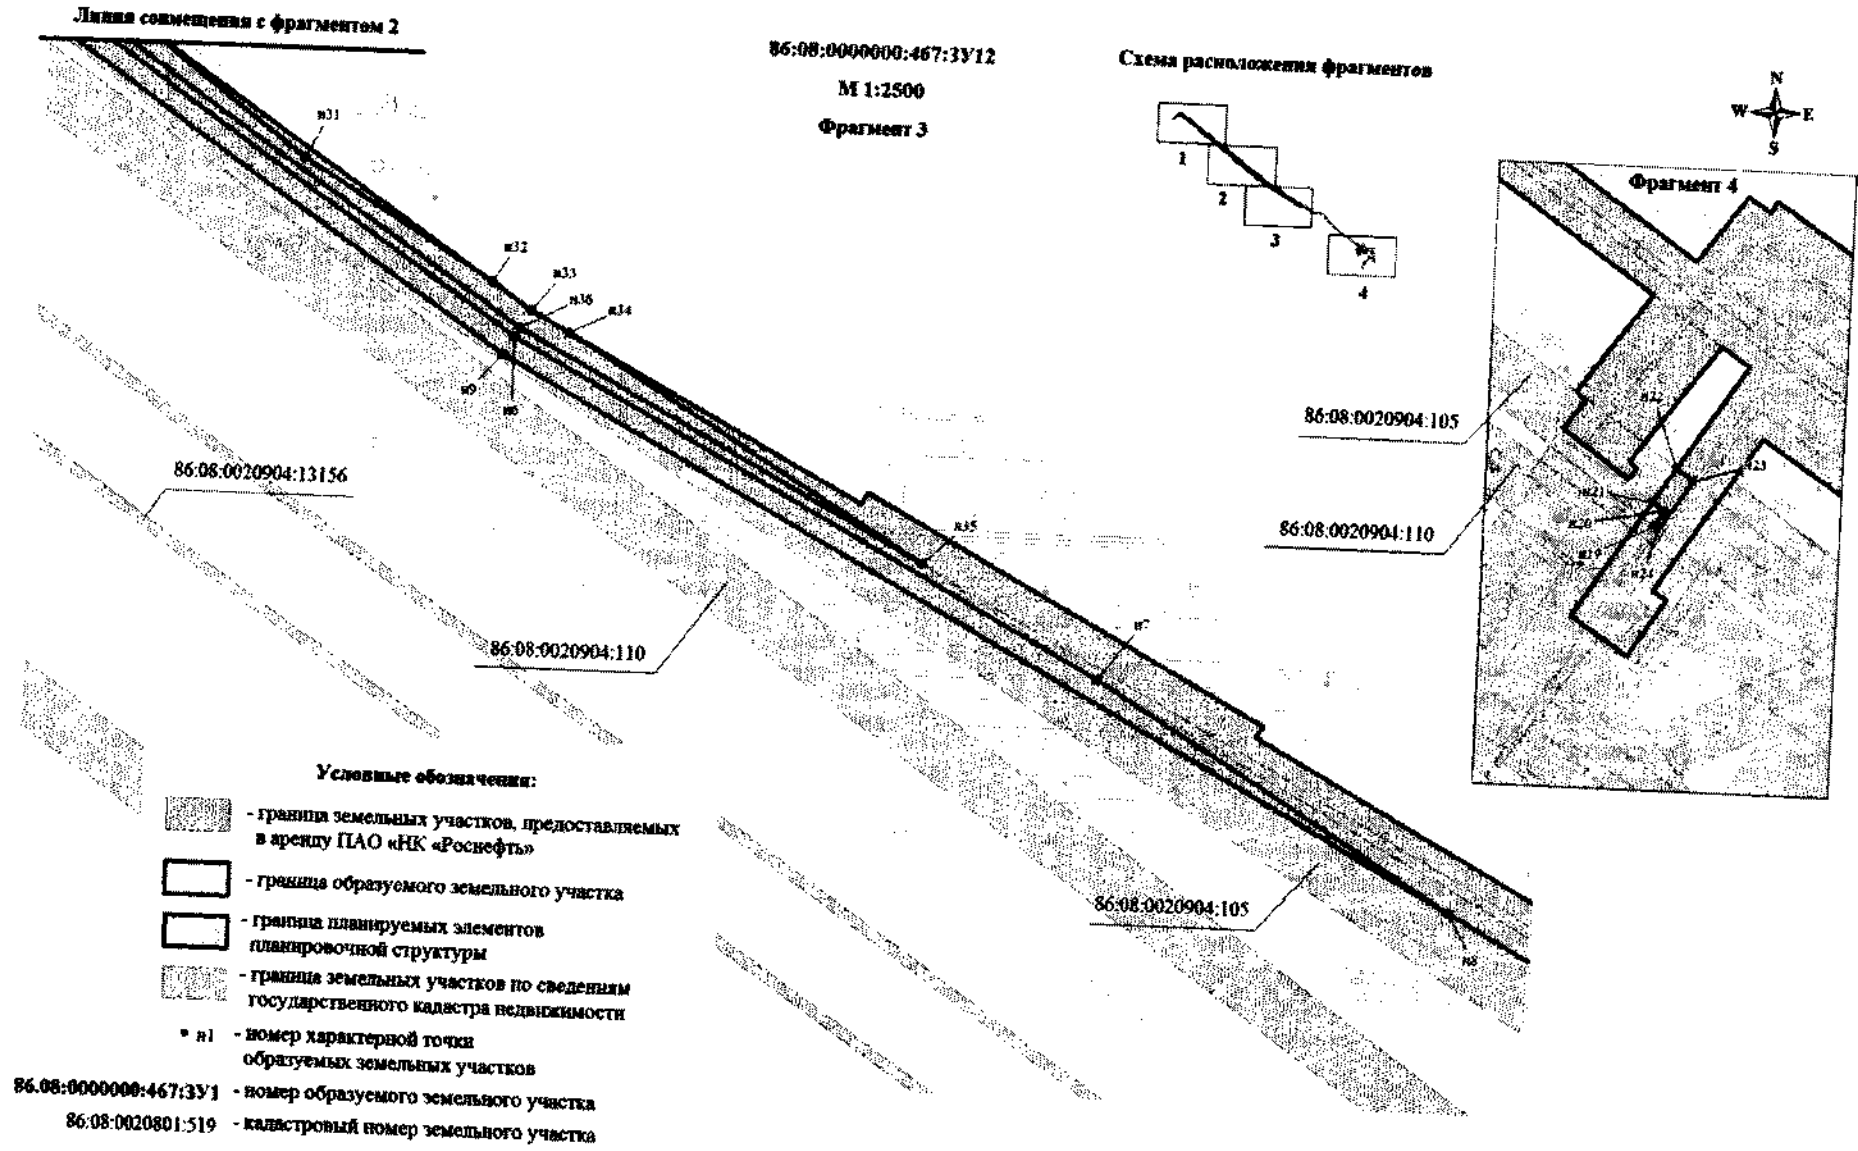 Линия совмещения с фрагментом 2
86:08:0000000:467:ЗУ12
М 1:2500
Фрагмент 3
Схема расположения фрагментов
1
2
3
4
N
W
E
S
Фрагмент 4
н31
н32
н33
н36
н34
н9
н6
н35
н7
н8
86:08:0020904:13156
86:08:0020904:110
86:08:0020904:105
86:08:0020904:105
86:08:0020904:110
н22
н23
н21
н20
н19
н24
Условные обозначения:
- граница земельных участков, предоставляемых
в аренду ПАО «НК «Роснефть»
- граница образуемого земельного участка
- граница планируемых элементов
планировочной структуры
- граница земельных участков по сведениям
государственного кадастра недвижимости
н1 - номер характерной точки
образуемых земельных участков
86.08:0000000:467:ЗУ1 - номер образуемого земельного участка
86:08:0020801:519 - кадастровый номер земельного участка